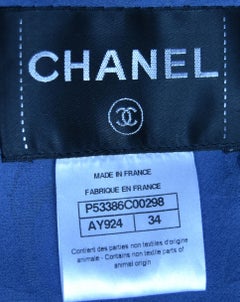 CHANEL
MADE IN FRANCE
FABRIQUE EN FRANCE
P53386C00298
AY924 34
Contient des parties non textiles d'origine
animale - Contains non textile parts of
animal origin